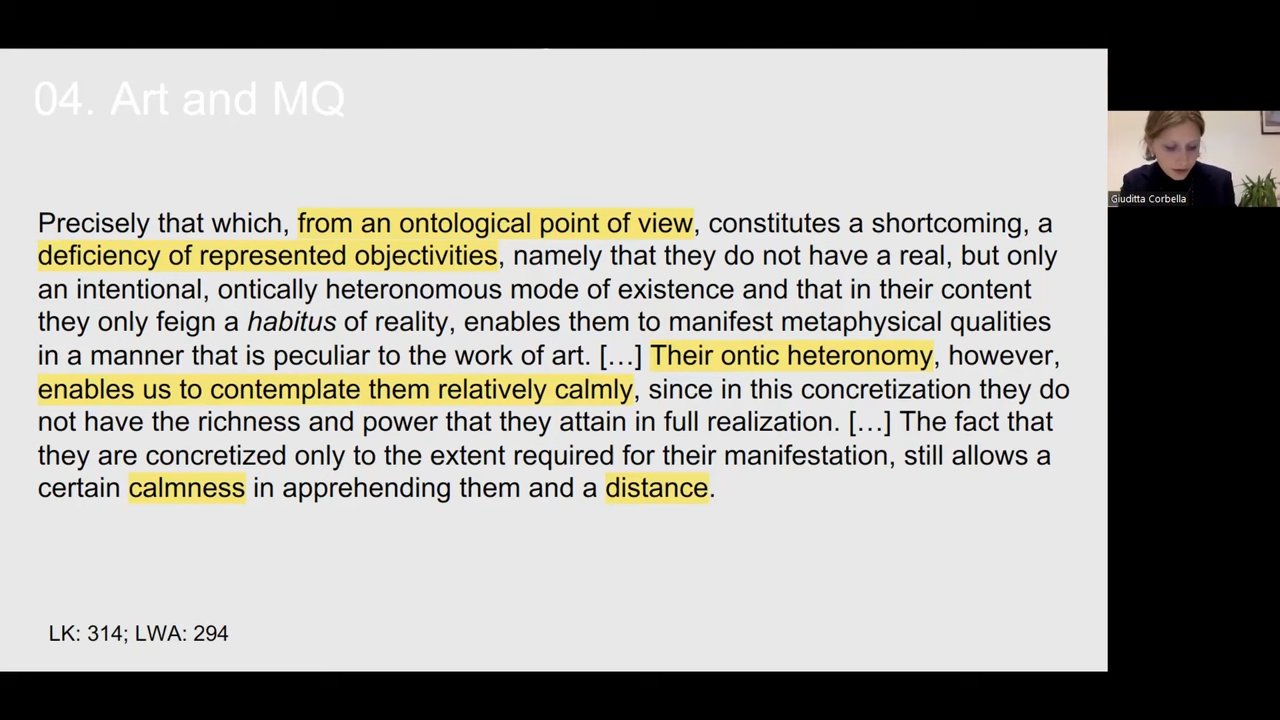 04. Art and MQ
Precisely that which, from an ontological point of view, constitutes a shortcoming, a
deficiency of represented objectivities, namely that they do not have a real, but only
an intentional, ontically heteronomous mode of existence and that in their content
they only feign a habitus of reality, enables them to manifest metaphysical qualities
in a manner that is peculiar to the work of art. […] Their ontic heteronomy, however,
enables us to contemplate them relatively calmly, since in this concretization they do
not have the richness and power that they attain in full realization. […] The fact that
they are concretized only to the extent required for their manifestation, still allows a
certain calmness in apprehending them and a distance.
LK: 314; LWA: 294
Giuditta Corbella